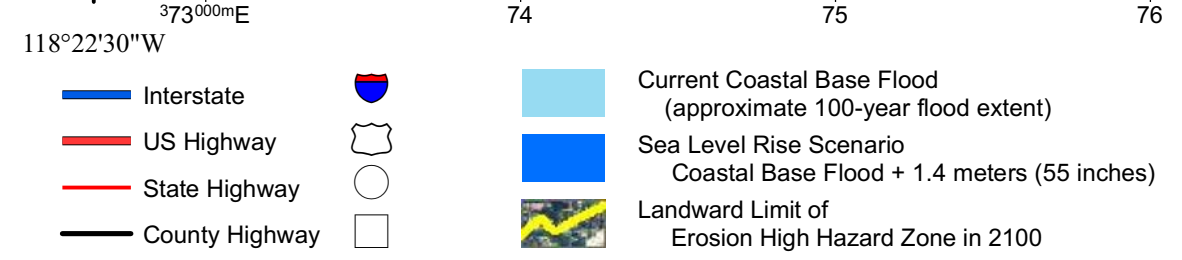 ³73⁰⁰⁰ᵐE 74 75 76
118°22'30"W
Interstate
US Highway
State Highway
County Highway
Current Coastal Base Flood
(approximate 100-year flood extent)
Sea Level Rise Scenario
Coastal Base Flood + 1.4 meters (55 inches)
Landward Limit of
Erosion High Hazard Zone in 2100